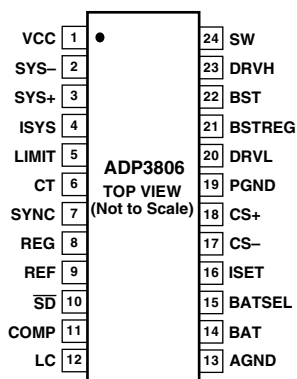 VCC 1
SYS– 2
SYS+ 3
ISYS 4
LIMIT 5
CT 6
SYNC 7
REG 8
REF 9
SD 10
COMP 11
LC 12
ADP3806
TOP VIEW
(Not to Scale)
24 SW
23 DRVH
22 BST
21 BSTREG
20 DRVL
19 PGND
18 CS+
17 CS–
16 ISET
15 BATSEL
14 BAT
13 AGND